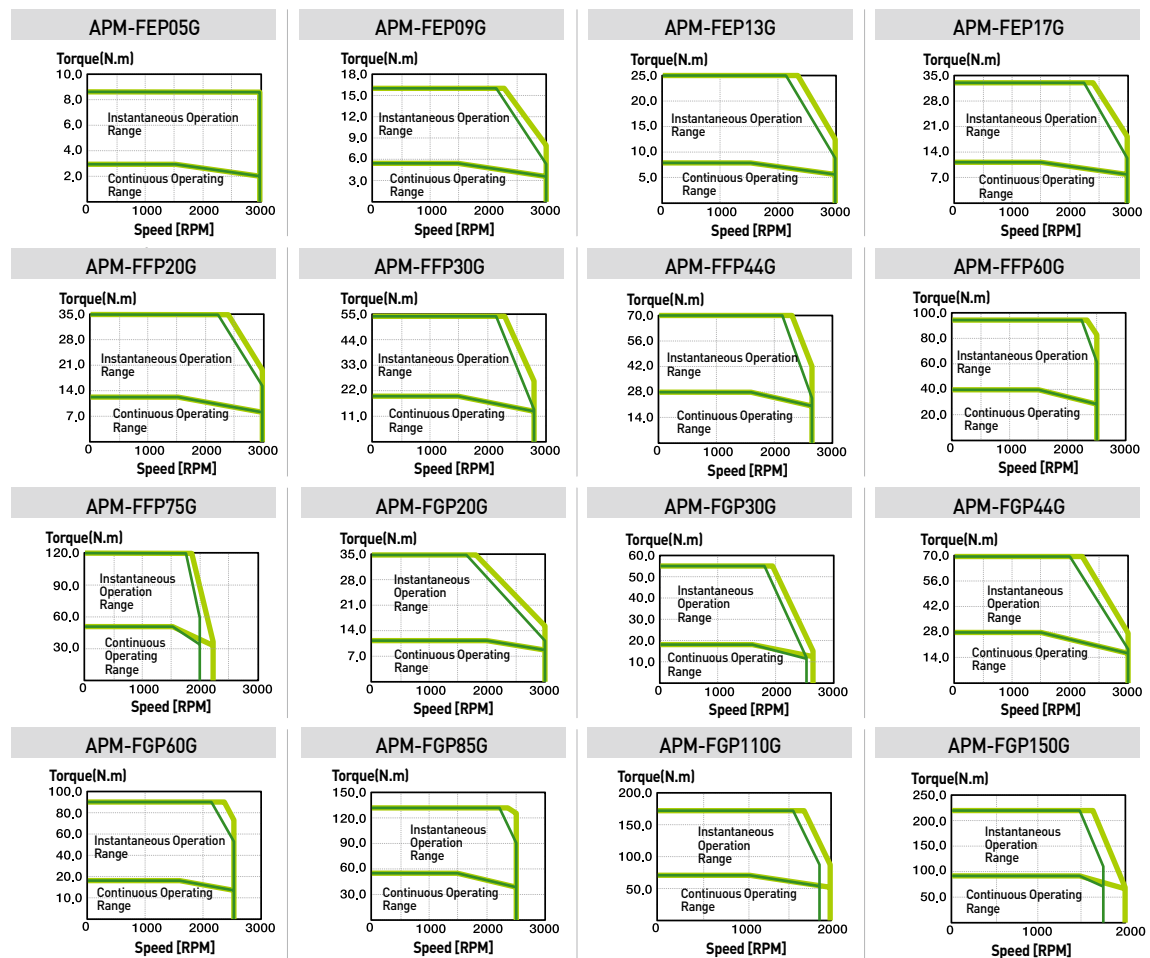 APM-FEP05G
Torque(N.m)
10,0
8,0
6,0
4,0
2,0
Instantaneous Operation
Range
Continuous Operating
Range
0 1000 2000 3000
Speed [RPM]
APM-FEP09G
Torque(N.m)
18,0
15,0
12,0
9,0
6,0
3,0
Instantaneous Operation
Range
Continuous Operating
Range
0 1000 2000 3000
Speed [RPM]
APM-FEP13G
Torque(N.m)
25,0
20,0
15,0
10,0
5,0
Instantaneous Operation
Range
Continuous Operating
Range
0 1000 2000 3000
Speed [RPM]
APM-FEP17G
Torque(N.m)
35,0
28,0
21,0
14,0
7,0
Instantaneous Operation
Range
Continuous Operating
Range
0 1000 2000 3000
Speed [RPM]
APM-FFP20G
Torque(N.m)
35,0
28,0
21,0
14,0
7,0
Instantaneous Operation
Range
Continuous Operating
Range
0 1000 2000 3000
Speed [RPM]
APM-FFP30G
Torque(N.m)
55,0
44,0
33,0
22,0
11,0
Instantaneous Operation
Range
Continuous Operating
Range
0 1000 2000 3000
Speed [RPM]
APM-FFP44G
Torque(N.m)
70,0
56,0
42,0
28,0
14,0
Instantaneous Operation
Range
Continuous Operating
Range
0 1000 2000 3000
Speed [RPM]
APM-FFP60G
Torque(N.m)
100,0
80,0
60,0
40,0
20,0
Instantaneous Operation
Range
Continuous Operating
Range
0 1000 2000 3000
Speed [RPM]
APM-FFP75G
Torque(N.m)
120,0
90,0
60,0
30,0
Instantaneous
Operation
Range
Continuous
Operating
Range
0 1000 2000 3000
Speed [RPM]
APM-FGP20G
Torque(N.m)
35,0
28,0
21,0
14,0
7,0
Instantaneous
Operation
Range
Continuous Operating
Range
0 1000 2000 3000
Speed [RPM]
APM-FGP30G
Torque(N.m)
60,0
50,0
40,0
30,0
20,0
10,0
Instantaneous
Operation
Range
Continuous Operating
Range
0 1000 2000 3000
Speed [RPM]
APM-FGP44G
Torque(N.m)
70,0
56,0
42,0
28,0
14,0
Instantaneous
Operation
Range
Continuous Operating
Range
0 1000 2000 3000
Speed [RPM]
APM-FGP60G
Torque(N.m)
100,0
80,0
60,0
40,0
20,0
10,0
Instantaneous Operation
Range
Continuous Operating
Range
0 1000 2000 3000
Speed [RPM]
APM-FGP85G
Torque(N.m)
150,0
120,0
90,0
60,0
30,0
Instantaneous
Operation
Range
Continuous Operating
Range
0 1000 2000 3000
Speed [RPM]
APM-FGP110G
Torque(N.m)
200,0
150,0
100,0
50,0
Instantaneous
Operation
Range
Continuous Operating
Range
0 1000 2000
Speed [RPM]
APM-FGP150G
Torque(N.m)
250,0
200,0
150,0
100,0
50,0
Instantaneous
Operation
Range
Continuous Operating
Range
0 1000 2000
Speed [RPM]